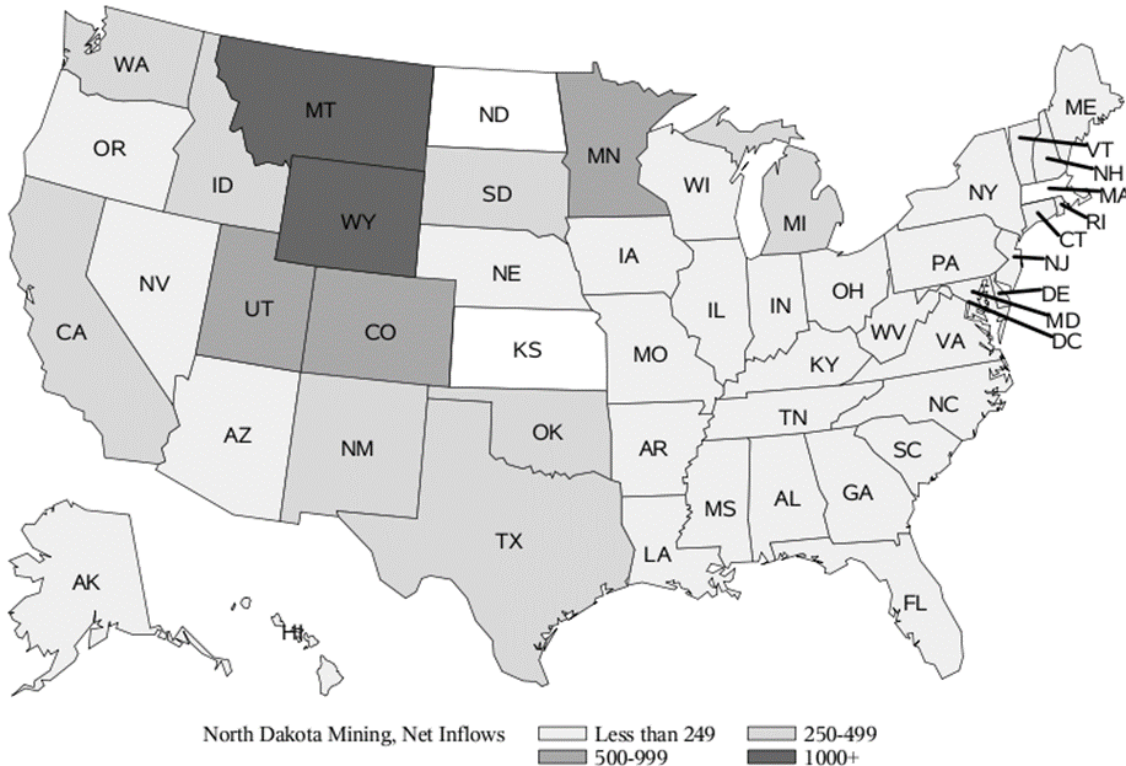 WA
MT
ND
ME
OR
ID
SD
MN
WI
VT
NH
MA
NY
WY
MI
RI
CT
NV
NE
IA
PA
NJ
UT
CO
IL
IN
OH
DE
MD
DC
CA
KS
MO
WV
VA
KY
AZ
NM
OK
AR
TN
NC
SC
MS
AL
GA
TX
LA
AK
HI
FL
North Dakota Mining, Net Inflows
Less than 249
250-499
500-999
1000+